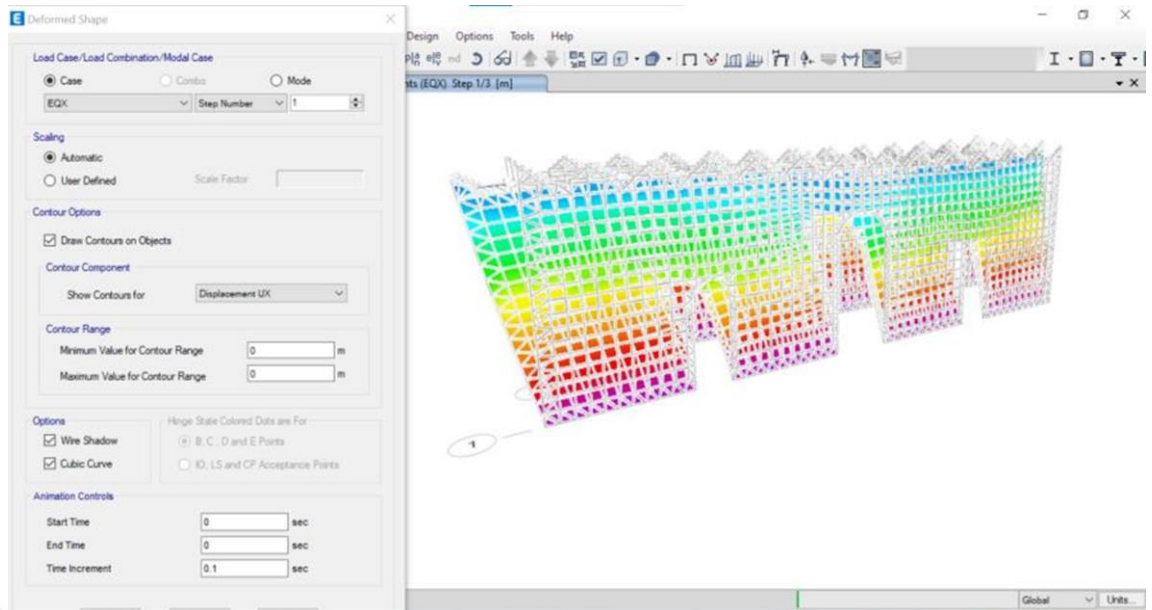 E Deformed Shape
Design Options Tools Help
nts (EQX) Step 1/3 [m]
Load Case/Load Combination/Modal Case
Case Combo Mode
EQX Step Number 1
Scaling
Automatic
User Defined Scale Factor
Contour Options
Draw Contours on Objects
Contour Component
Show Contours for Displacement UX
Contour Range
Minimum Value for Contour Range 0 m
Maximum Value for Contour Range 0 m
Options Hinge State Colored Dots are For
Wire Shadow B, C, D and E Points
Cubic Curve IO, LS and CP Acceptance Points
Animation Controls
Start Time 0 sec
End Time 0 sec
Time Increment 0.1 sec
Global Units...